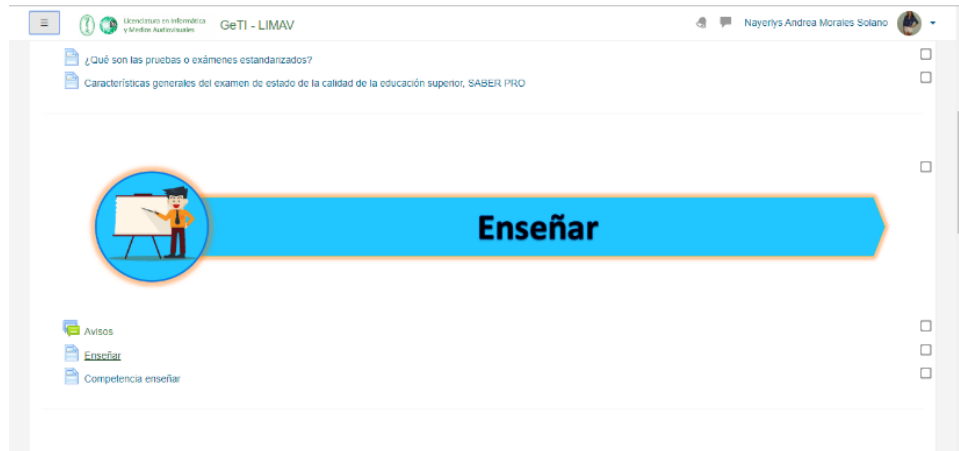 Licenciatura en Informática
y Medios Audiovisuales
GeTI - LIMAV
Nayerlys Andrea Morales Solano
¿Qué son las pruebas o exámenes estandarizados?
Características generales del examen de estado de la calidad de la educación superior, SABER PRO
Enseñar
Avisos
Enseñar
Competencia enseñar